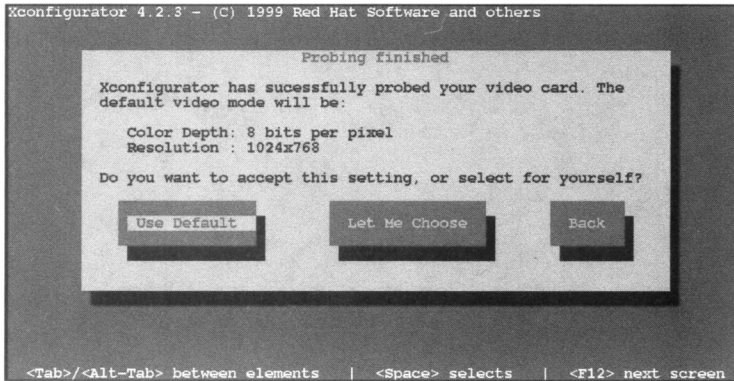 Xconfigurator 4.2.3 - (C) 1999 Red Hat Software and others
Probing finished
Xconfigurator has sucessfully probed your video card. The
default video mode will be:
Color Depth: 8 bits per pixel
Resolution : 1024x768
Do you want to accept this setting, or select for yourself?
Use Default Let Me Choose Back
<Tab>/<Alt-Tab> between elements | <Space> selects | <F12> next screen